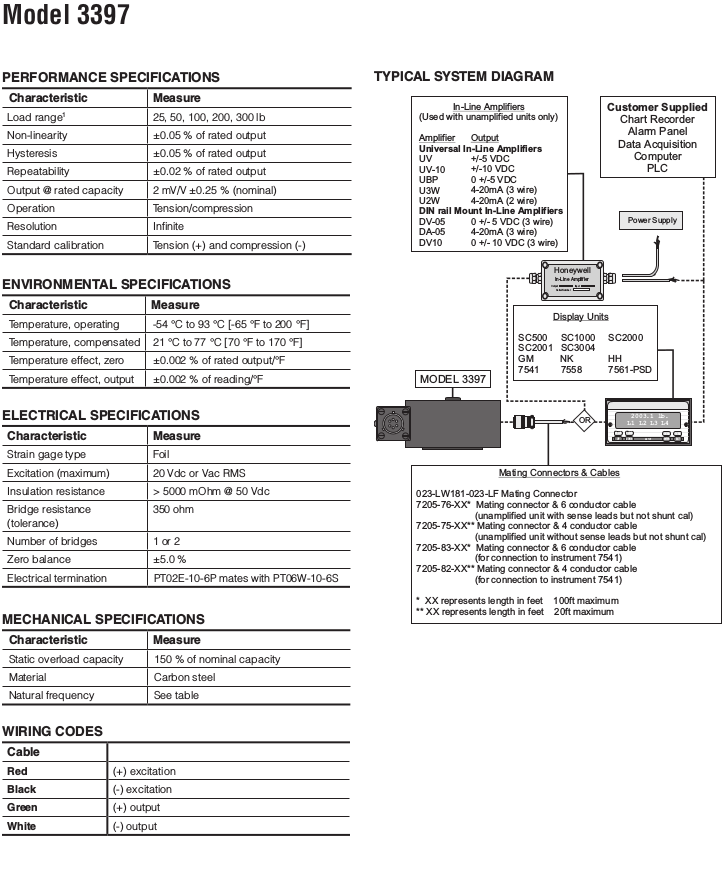 Model 3397
PERFORMANCE SPECIFICATIONS
Characteristic Measure
Load range¹ 25, 50, 100, 200, 300 lb
Non-linearity ±0.05 % of rated output
Hysteresis ±0.05 % of rated output
Repeatability ±0.02 % of rated output
Output @ rated capacity 2 mV/V ±0.25 % (nominal)
Operation Tension/compression
Resolution Infinite
Standard calibration Tension (+) and compression (-)
ENVIRONMENTAL SPECIFICATIONS
Characteristic Measure
Temperature, operating -54 °C to 93 °C [-65 °F to 200 °F]
Temperature, compensated 21 °C to 77 °C [70 °F to 170 °F]
Temperature effect, zero ±0.002 % of rated output/°F
Temperature effect, output ±0.002 % of reading/°F
ELECTRICAL SPECIFICATIONS
Characteristic Measure
Strain gage type Foil
Excitation (maximum) 20 Vdc or Vac RMS
Insulation resistance > 5000 mOhm @ 50 Vdc
Bridge resistance 350 ohm
(tolerance)
Number of bridges 1 or 2
Zero balance ±5.0 %
Electrical termination PT02E-10-6P mates with PT06W-10-6S
MECHANICAL SPECIFICATIONS
Characteristic Measure
Static overload capacity 150 % of nominal capacity
Material Carbon steel
Natural frequency See table
WIRING CODES
Cable
Red (+) excitation
Black (-) excitation
Green (+) output
White (-) output
TYPICAL SYSTEM DIAGRAM
In-Line Amplifiers
(Used with unamplified units only)
Amplifier Output
Universal In-Line Amplifiers
UV +/-5 VDC
UV-10 +/-10 VDC
UBP 0 +/-5 VDC
U3W 4-20mA (3 wire)
U2W 4-20mA (2 wire)
DIN rail Mount In-Line Amplifiers
DV-05 0 +/- 5 VDC (3 wire)
DA-05 4-20mA (3 wire)
DV10 0 +/- 10 VDC (3 wire)
Customer Supplied
Chart Recorder
Alarm Panel
Data Acquisition
Computer
PLC
Power Supply
Honeywell
In-Line Amplifier
Display Units
SC500 SC1000 SC2000
SC2001 SC3004
GM NK HH
7541 7558 7561-PSD
MODEL 3397
OR
2003.1 lb.
L1 L2 L3 L4
Mating Connectors & Cables
023-LW181-023-LF Mating Connector
7205-76-XX* Mating connector & 6 conductor cable
(unamplified unit with sense leads but not shunt cal)
7205-75-XX** Mating connector & 4 conductor cable
(unamplified unit without sense leads but not shunt cal)
7205-83-XX* Mating connector & 6 conductor cable
(for connection to instrument 7541)
7205-82-XX** Mating connector & 4 conductor cable
(for connection to instrument 7541)
* XX represents length in feet 100ft maximum
** XX represents length in feet 20ft maximum